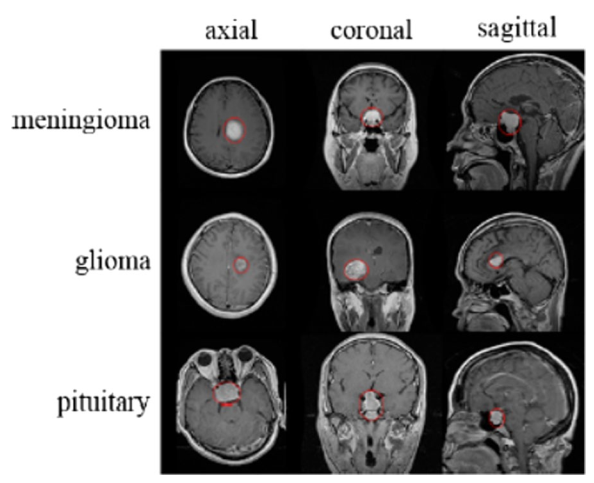 axial coronal sagittal
meningioma
glioma
pituitary